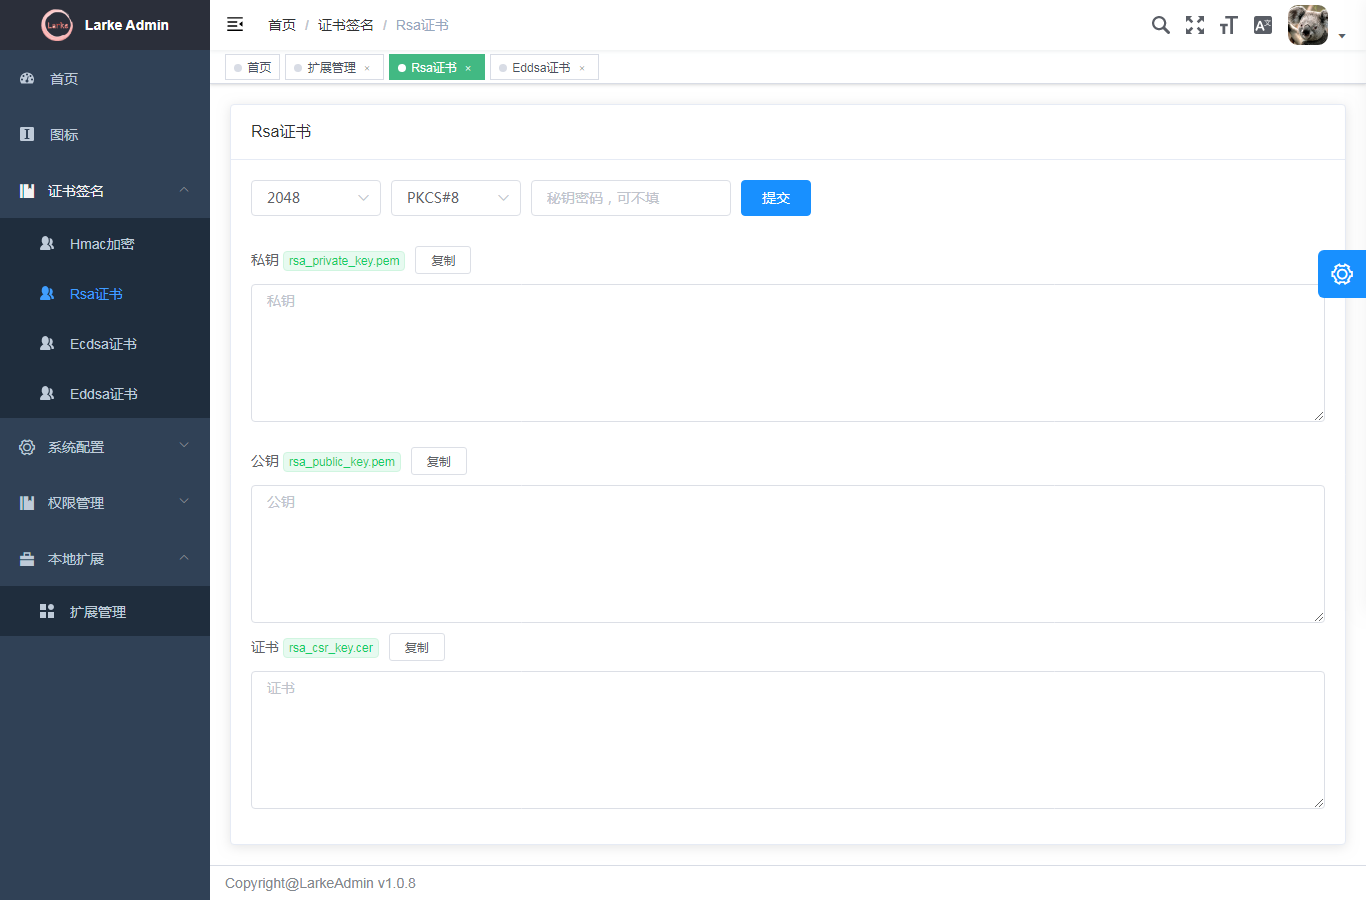 Larke
Larke Admin
首页 / 证书签名 / Rsa证书
首页
扩展管理 ×
Rsa证书 ×
Eddsa证书 ×
首页
图标
证书签名
Hmac加密
Rsa证书
Ecdsa证书
Eddsa证书
系统配置
权限管理
本地扩展
扩展管理
Rsa证书
2048
PKCS#8
秘钥密码，可不填
提交
私钥 rsa_private_key.pem 复制
私钥
公钥 rsa_public_key.pem 复制
公钥
证书 rsa_csr_key.cer 复制
证书
Copyright@LarkeAdmin v1.0.8